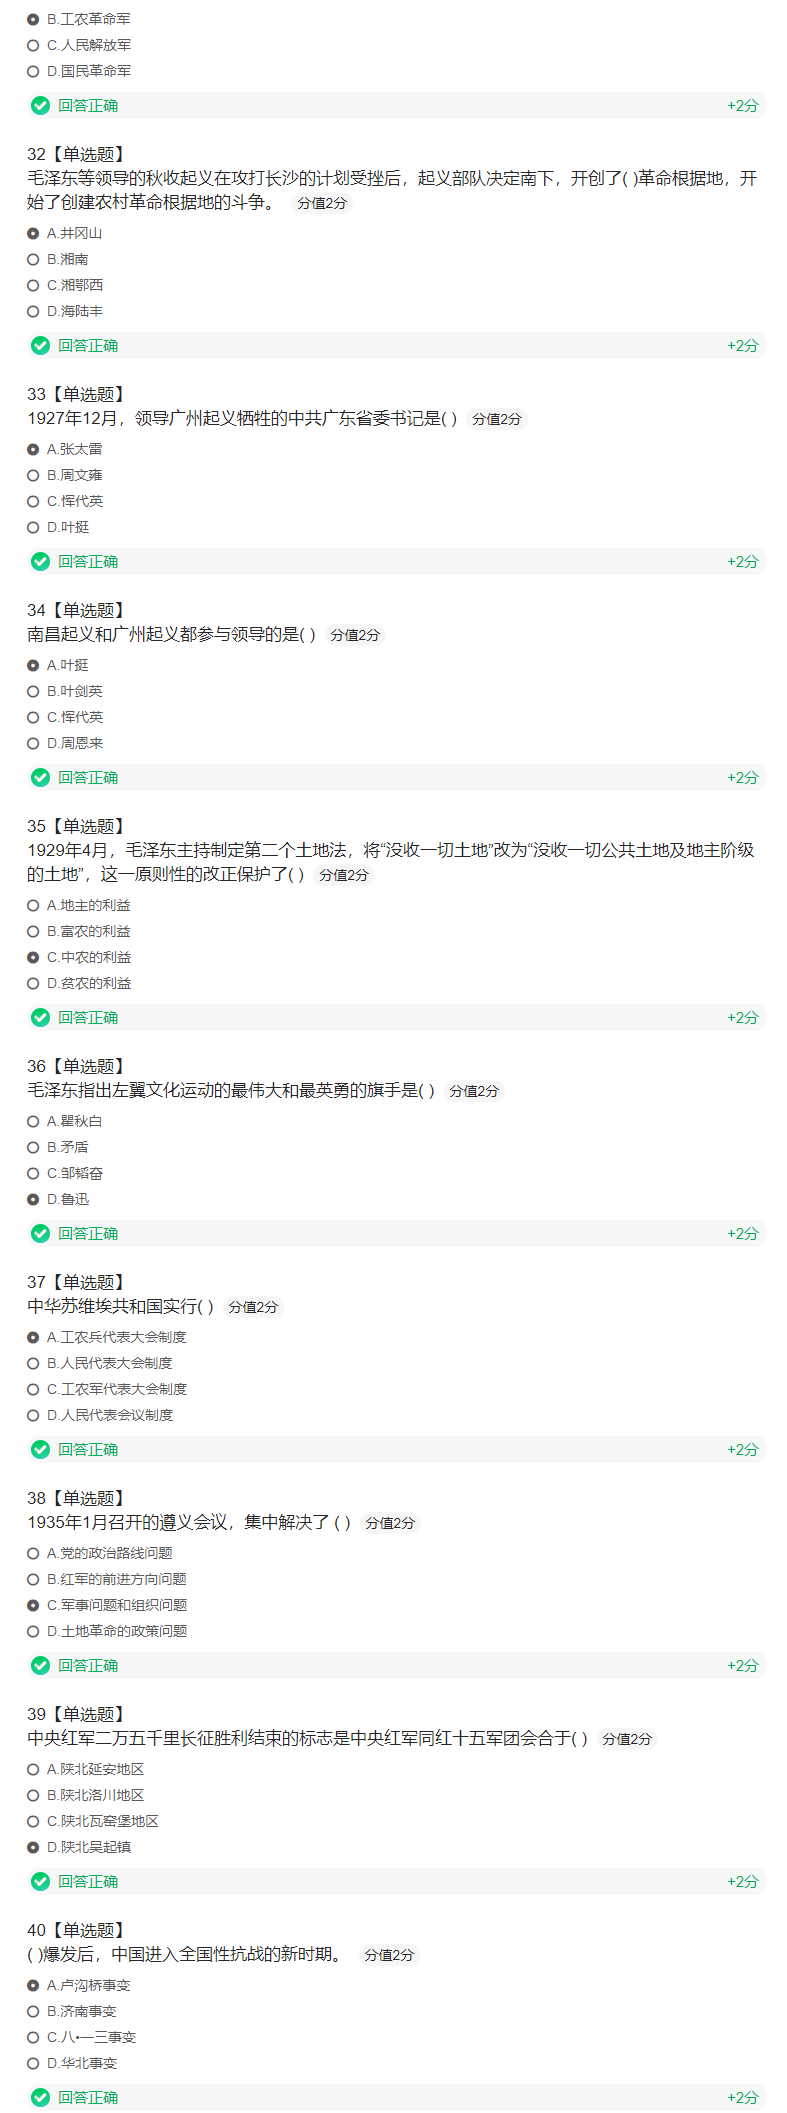 B.工农革命军
C.人民解放军
D.国民革命军
回答正确 +2分
32【单选题】
毛泽东等领导的秋收起义在攻打长沙的计划受挫后，起义部队决定南下，开创了( )革命根据地，开
始了创建农村革命根据地的斗争。 分值2分
A.井冈山
B.湘南
C.湘鄂西
D.海陆丰
回答正确 +2分
33【单选题】
1927年12月，领导广州起义牺牲的中共广东省委书记是( ) 分值2分
A.张太雷
B.周文雍
C.恽代英
D.叶挺
回答正确 +2分
34【单选题】
南昌起义和广州起义都参与领导的是( ) 分值2分
A.叶挺
B.叶剑英
C.恽代英
D.周恩来
回答正确 +2分
35【单选题】
1929年4月，毛泽东主持制定第二个土地法，将“没收一切土地”改为“没收一切公共土地及地主阶级
的土地”，这一原则性的改正保护了( ) 分值2分
A.地主的利益
B.富农的利益
C.中农的利益
D.贫农的利益
回答正确 +2分
36【单选题】
毛泽东指出左翼文化运动的最伟大和最英勇的旗手是( ) 分值2分
A.瞿秋白
B.矛盾
C.邹韬奋
D.鲁迅
回答正确 +2分
37【单选题】
中华苏维埃共和国实行( ) 分值2分
A.工农兵代表大会制度
B.人民代表大会制度
C.工农军代表大会制度
D.人民代表会议制度
回答正确 +2分
38【单选题】
1935年1月召开的遵义会议，集中解决了 ( ) 分值2分
A.党的政治路线问题
B.红军的前进方向问题
C.军事问题和组织问题
D.土地革命的政策问题
回答正确 +2分
39【单选题】
中央红军二万五千里长征胜利结束的标志是中央红军同红十五军团会合于( ) 分值2分
A.陕北延安地区
B.陕北洛川地区
C.陕北瓦窑堡地区
D.陕北吴起镇
回答正确 +2分
40【单选题】
( )爆发后，中国进入全国性抗战的新时期。 分值2分
A.卢沟桥事变
B.济南事变
C.八•一三事变
D.华北事变
回答正确 +2分